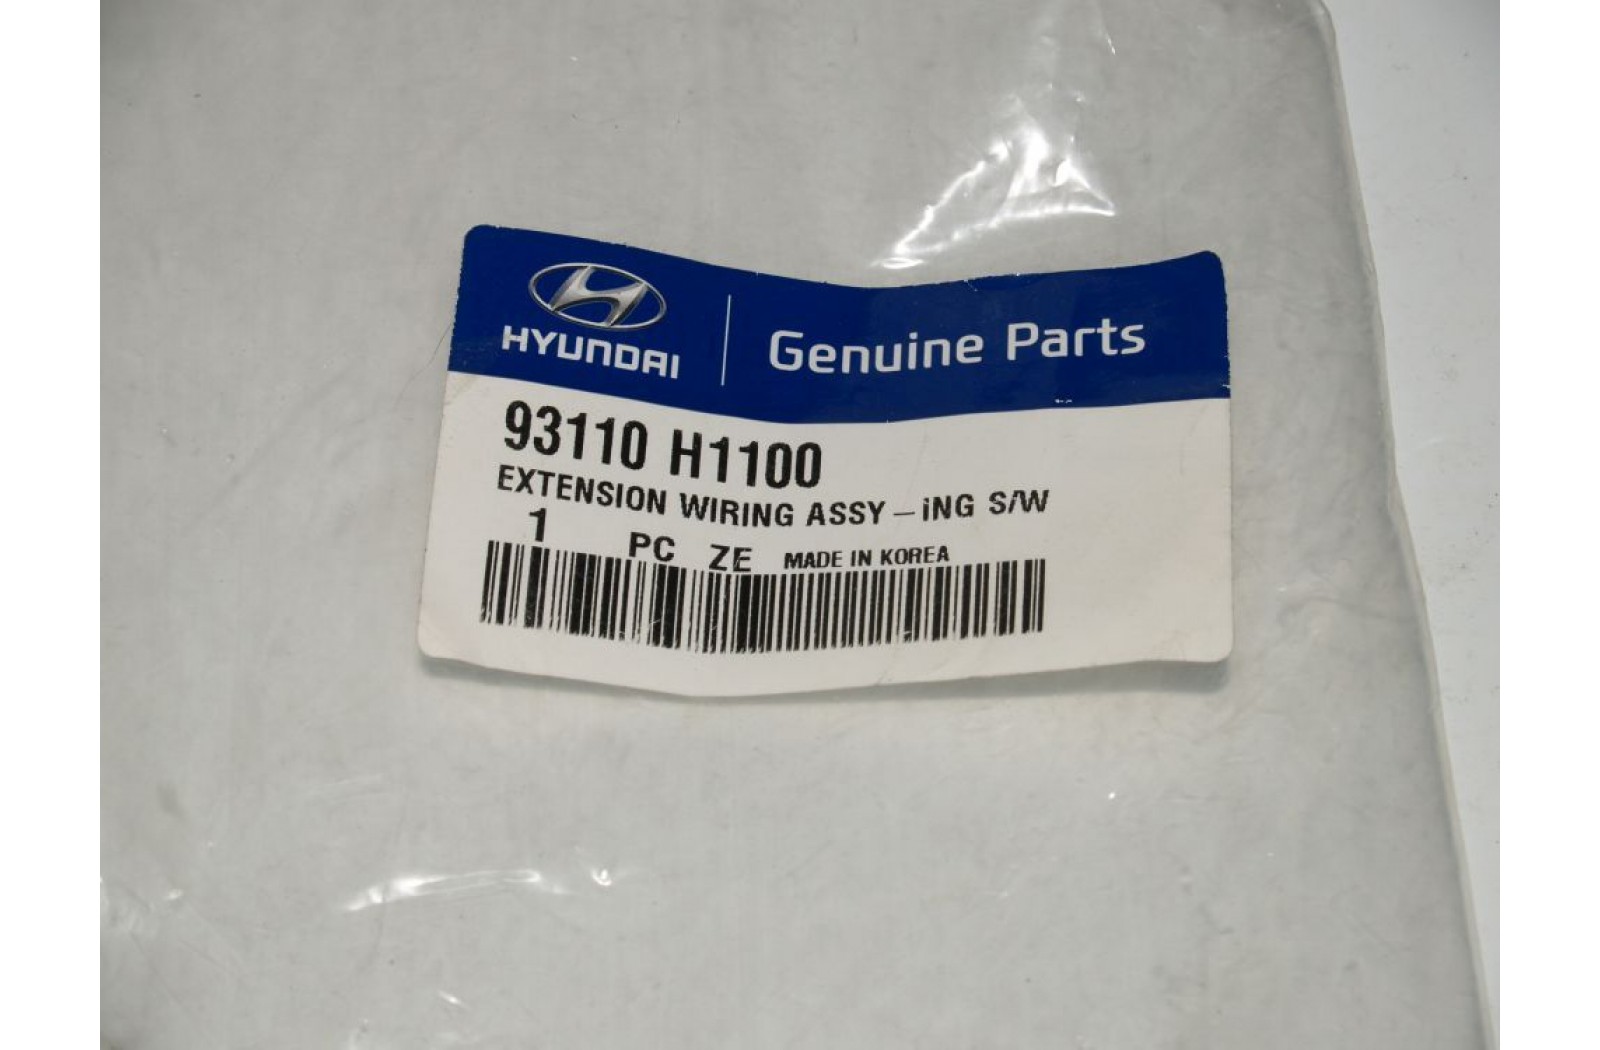 HYUNDAI
Genuine Parts
93110 H1100
EXTENSION WIRING ASSY-iNG S/W
1 PC ZE MADE IN KOREA